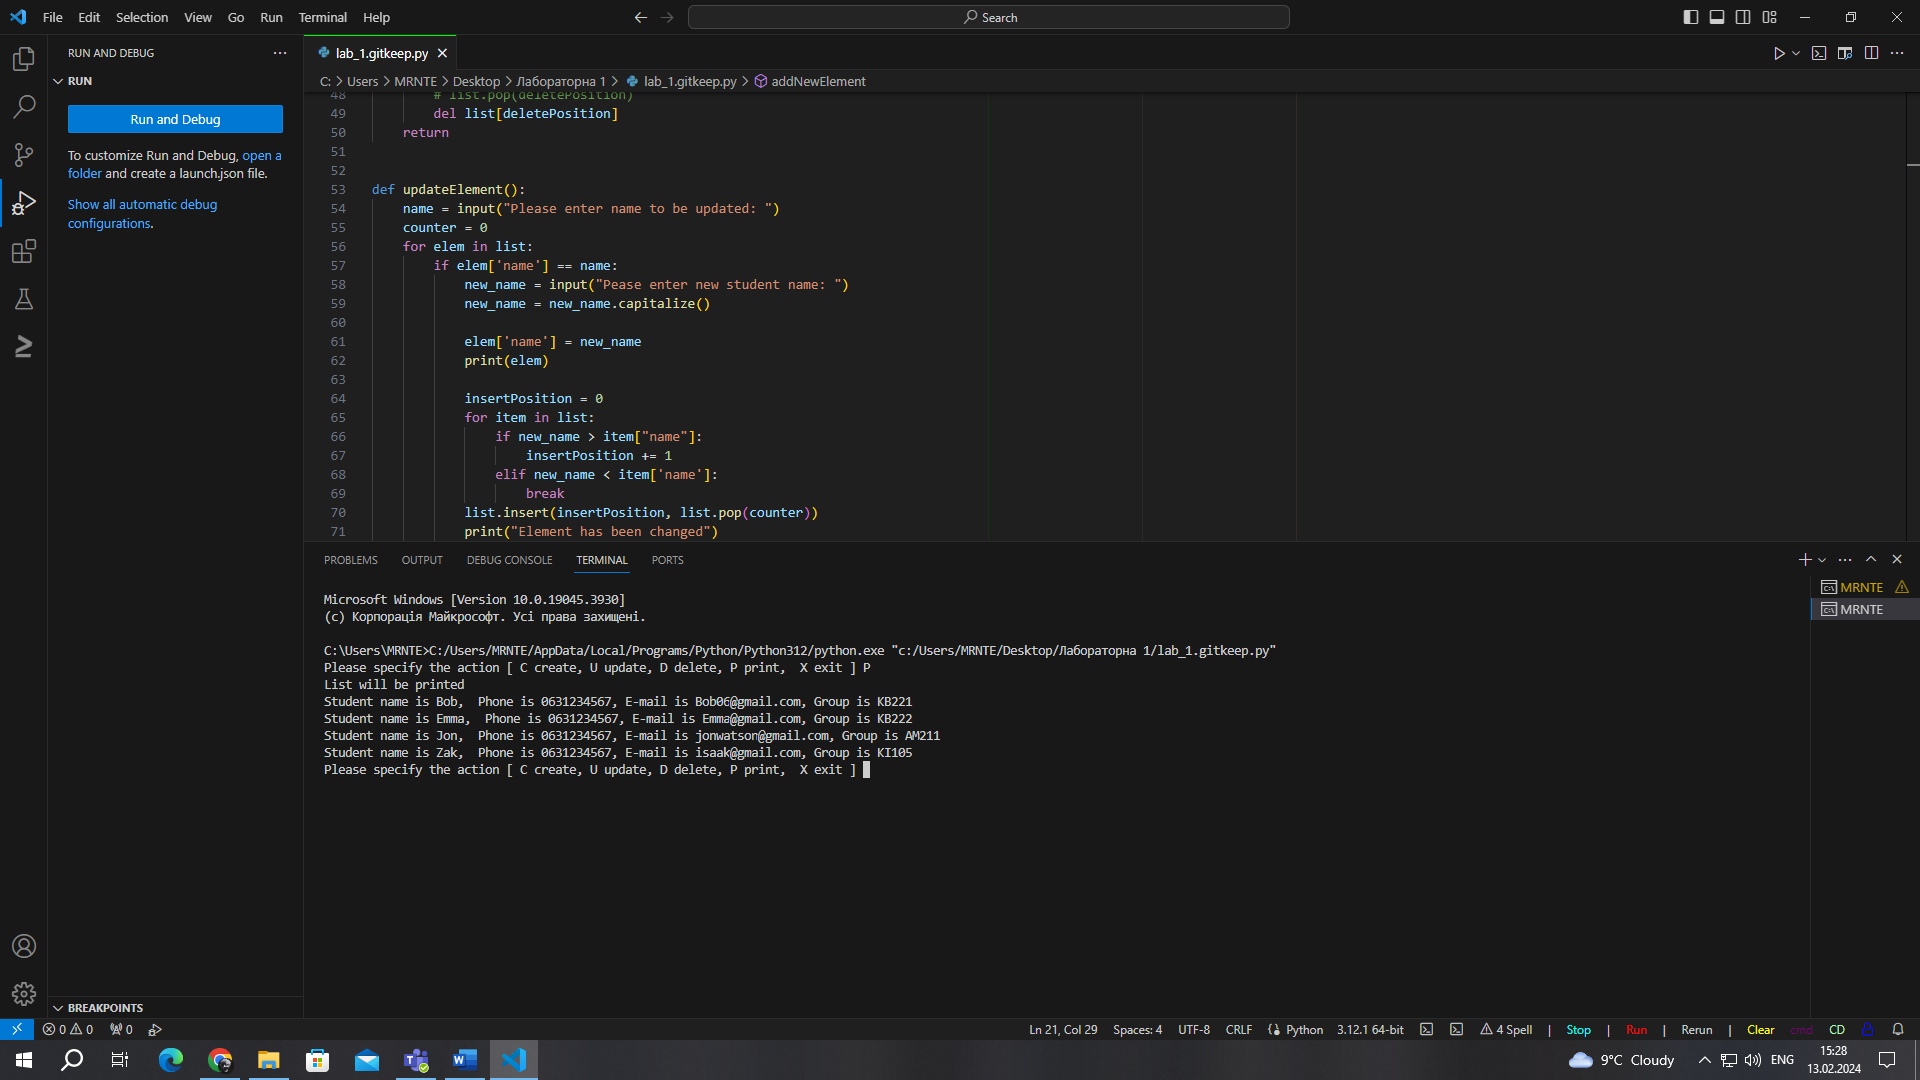 File Edit Selection View Go Run Terminal Help
Search
RUN AND DEBUG
RUN
Run and Debug
To customize Run and Debug, open a
folder and create a launch.json file.
Show all automatic debug
configurations.
BREAKPOINTS
lab_1.gitkeep.py
C: > Users > MRNTE > Desktop > Лабораторна 1 > lab_1.gitkeep.py > addNewElement
48 # list.pop(deletePosition)
49 del list[deletePosition]
50 return
51
52
53 def updateElement():
54 name = input("Please enter name to be updated: ")
55 counter = 0
56 for elem in list:
57 if elem['name'] == name:
58 new_name = input("Pease enter new student name: ")
59 new_name = new_name.capitalize()
60
61 elem['name'] = new_name
62 print(elem)
63
64 insertPosition = 0
65 for item in list:
66 if new_name > item["name"]:
67 insertPosition += 1
68 elif new_name < item['name']:
69 break
70 list.insert(insertPosition, list.pop(counter))
71 print("Element has been changed")
PROBLEMS OUTPUT DEBUG CONSOLE TERMINAL PORTS
MRNTE
MRNTE
Microsoft Windows [Version 10.0.19045.3930]
(c) Корпорація Майкрософт. Усі права захищені.
C:\Users\MRNTE>C:/Users/MRNTE/AppData/Local/Programs/Python/Python312/python.exe "c:/Users/MRNTE/Desktop/Лабораторна 1/lab_1.gitkeep.py"
Please specify the action [ C create, U update, D delete, P print,  X exit ] P
List will be printed
Student name is Bob,  Phone is 0631234567, E-mail is Bob06@gmail.com, Group is KB221
Student name is Emma,  Phone is 0631234567, E-mail is Emma@gmail.com, Group is KB222
Student name is Jon,  Phone is 0631234567, E-mail is jonwatson@gmail.com, Group is AM211
Student name is Zak,  Phone is 0631234567, E-mail is isaak@gmail.com, Group is KI105
Please specify the action [ C create, U update, D delete, P print,  X exit ]
0 0 0 Ln 21, Col 29 Spaces: 4 UTF-8 CRLF Python 3.12.1 64-bit 4 Spell | Stop | Run | Rerun | Clear cmd CD
9°C Cloudy ENG 15:28
13.02.2024